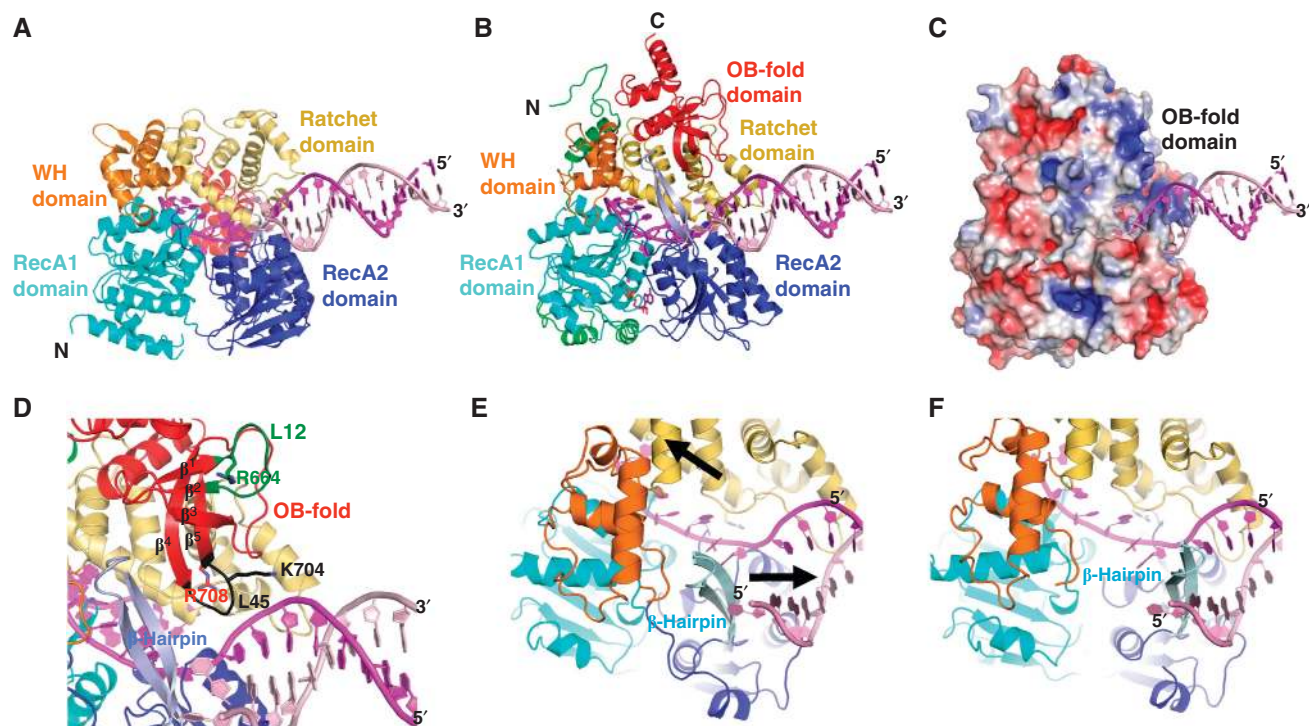 A
Ratchet
domain
WH
domain
5′
3′
RecA1
domain
RecA2
domain
N
B
C
OB-fold
domain
N
Ratchet
domain
WH
domain
5′
3′
RecA1
domain
RecA2
domain
C
OB-fold
domain
5′
3′
D
L12
β1
R664
β2
β3
OB-fold
β4
β5
K704
R708
L45
3′
β-Hairpin
5′
E
5′
5′
β-Hairpin
F
5′
β-Hairpin
5′